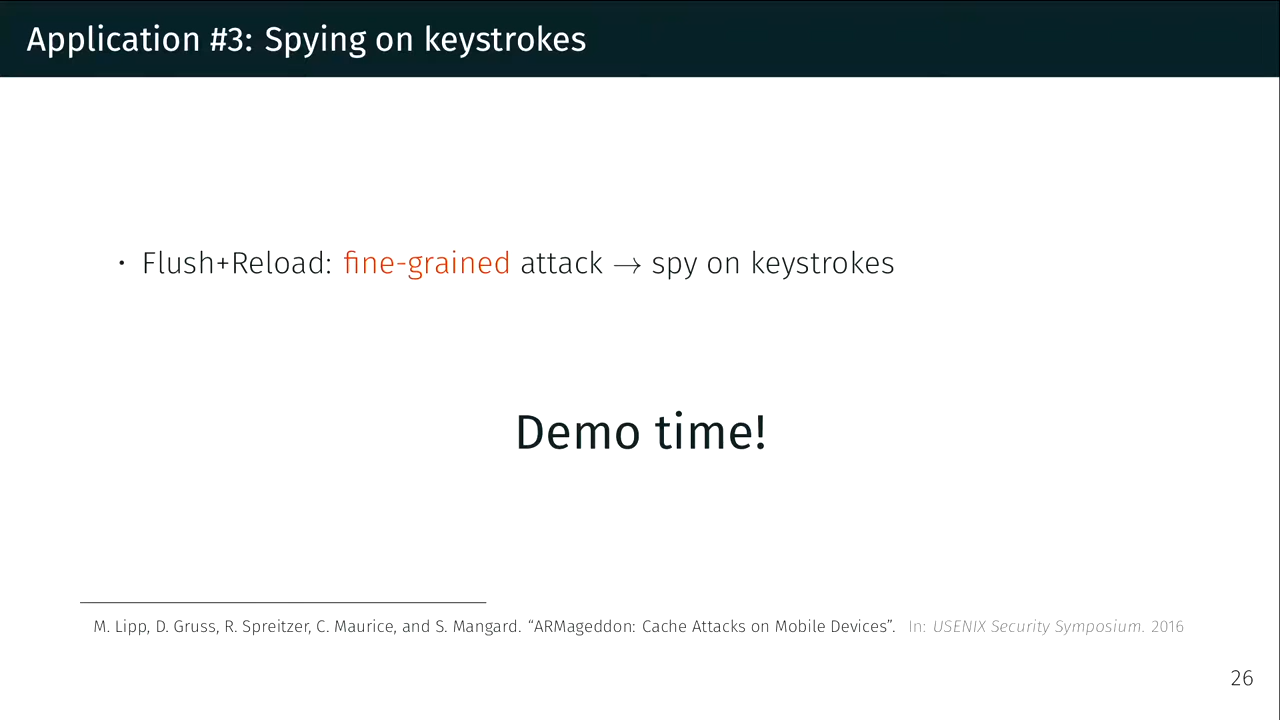 Application #3: Spying on keystrokes
• Flush+Reload: fine-grained attack → spy on keystrokes
Demo time!
M. Lipp, D. Gruss, R. Spreitzer, C. Maurice, and S. Mangard. “ARMageddon: Cache Attacks on Mobile Devices”. In: USENIX Security Symposium. 2016
26